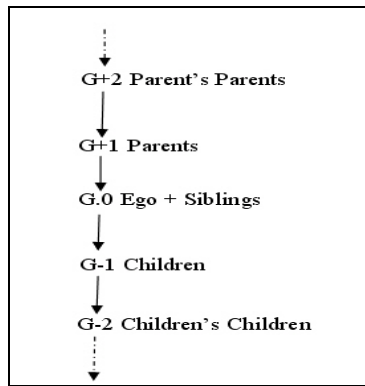 G+2 Parent's Parents
G+1 Parents
G.0 Ego + Siblings
G-1 Children
G-2 Children's Children